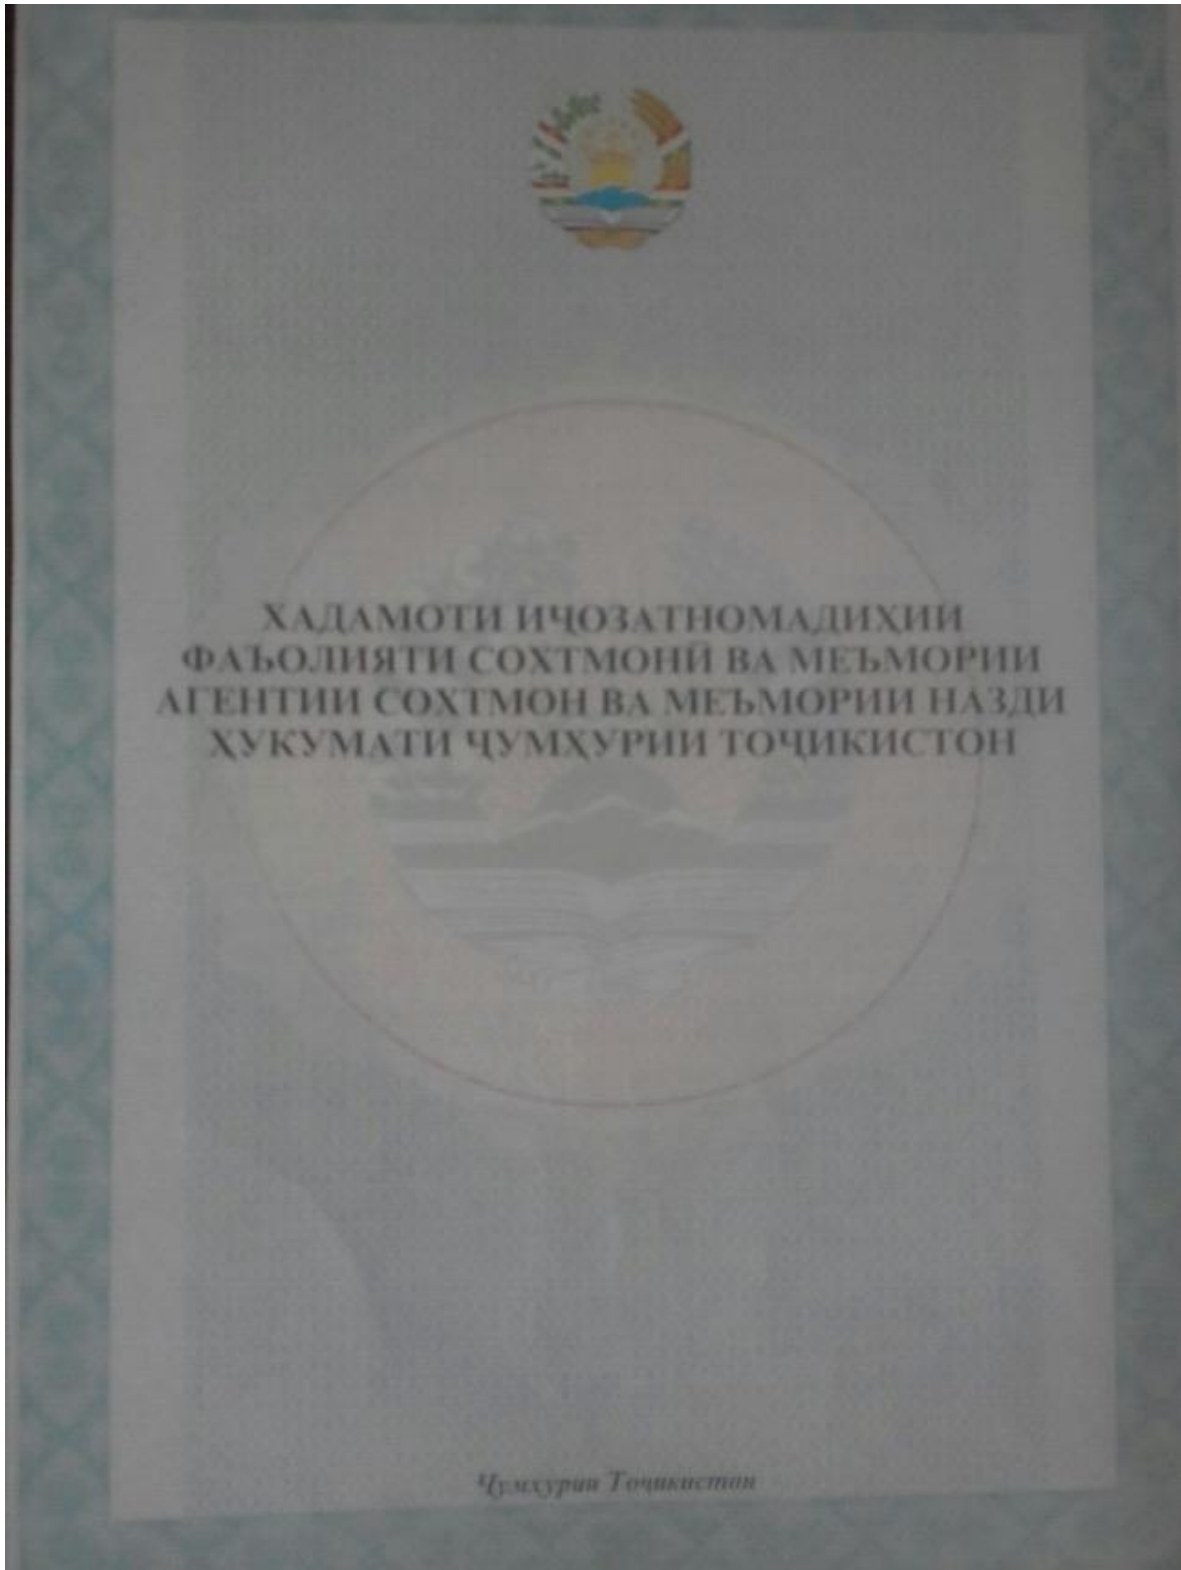 ХАДАМОТИ ИҶОЗАТНОМАДИҲИИ
ФАЪОЛИЯТИ СОХТМОНӢ ВА МЕЪМОРИИ
АГЕНТИИ СОХТМОН ВА МЕЪМОРИИ НАЗДИ
ҲУКУМАТИ ҶУМҲУРИИ ТОҶИКИСТОН
Ҷумҳурии Тоҷикистон